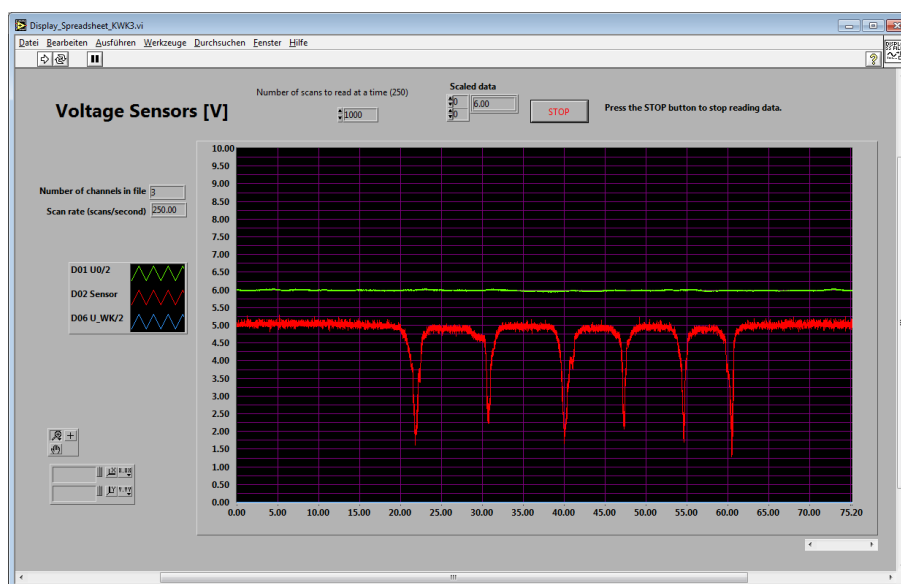 Display_Spreadsheet_KWK3.vi
Datei Bearbeiten Ausführen Werkzeuge Durchsuchen Fenster Hilfe
Voltage Sensors [V]
Number of scans to read at a time (250)
1000
Scaled data
0 6.00
0
STOP
Press the STOP button to stop reading data.
Number of channels in file 3
Scan rate (scans/second) 250.00
D01 U0/2
D02 Sensor
D06 U_WK/2
10.00
9.50
9.00
8.50
8.00
7.50
7.00
6.50
6.00
5.50
5.00
4.50
4.00
3.50
3.00
2.50
2.00
1.50
1.00
0.50
0.00
0.00 5.00 10.00 15.00 20.00 25.00 30.00 35.00 40.00 45.00 50.00 55.00 60.00 65.00 70.00 75.20